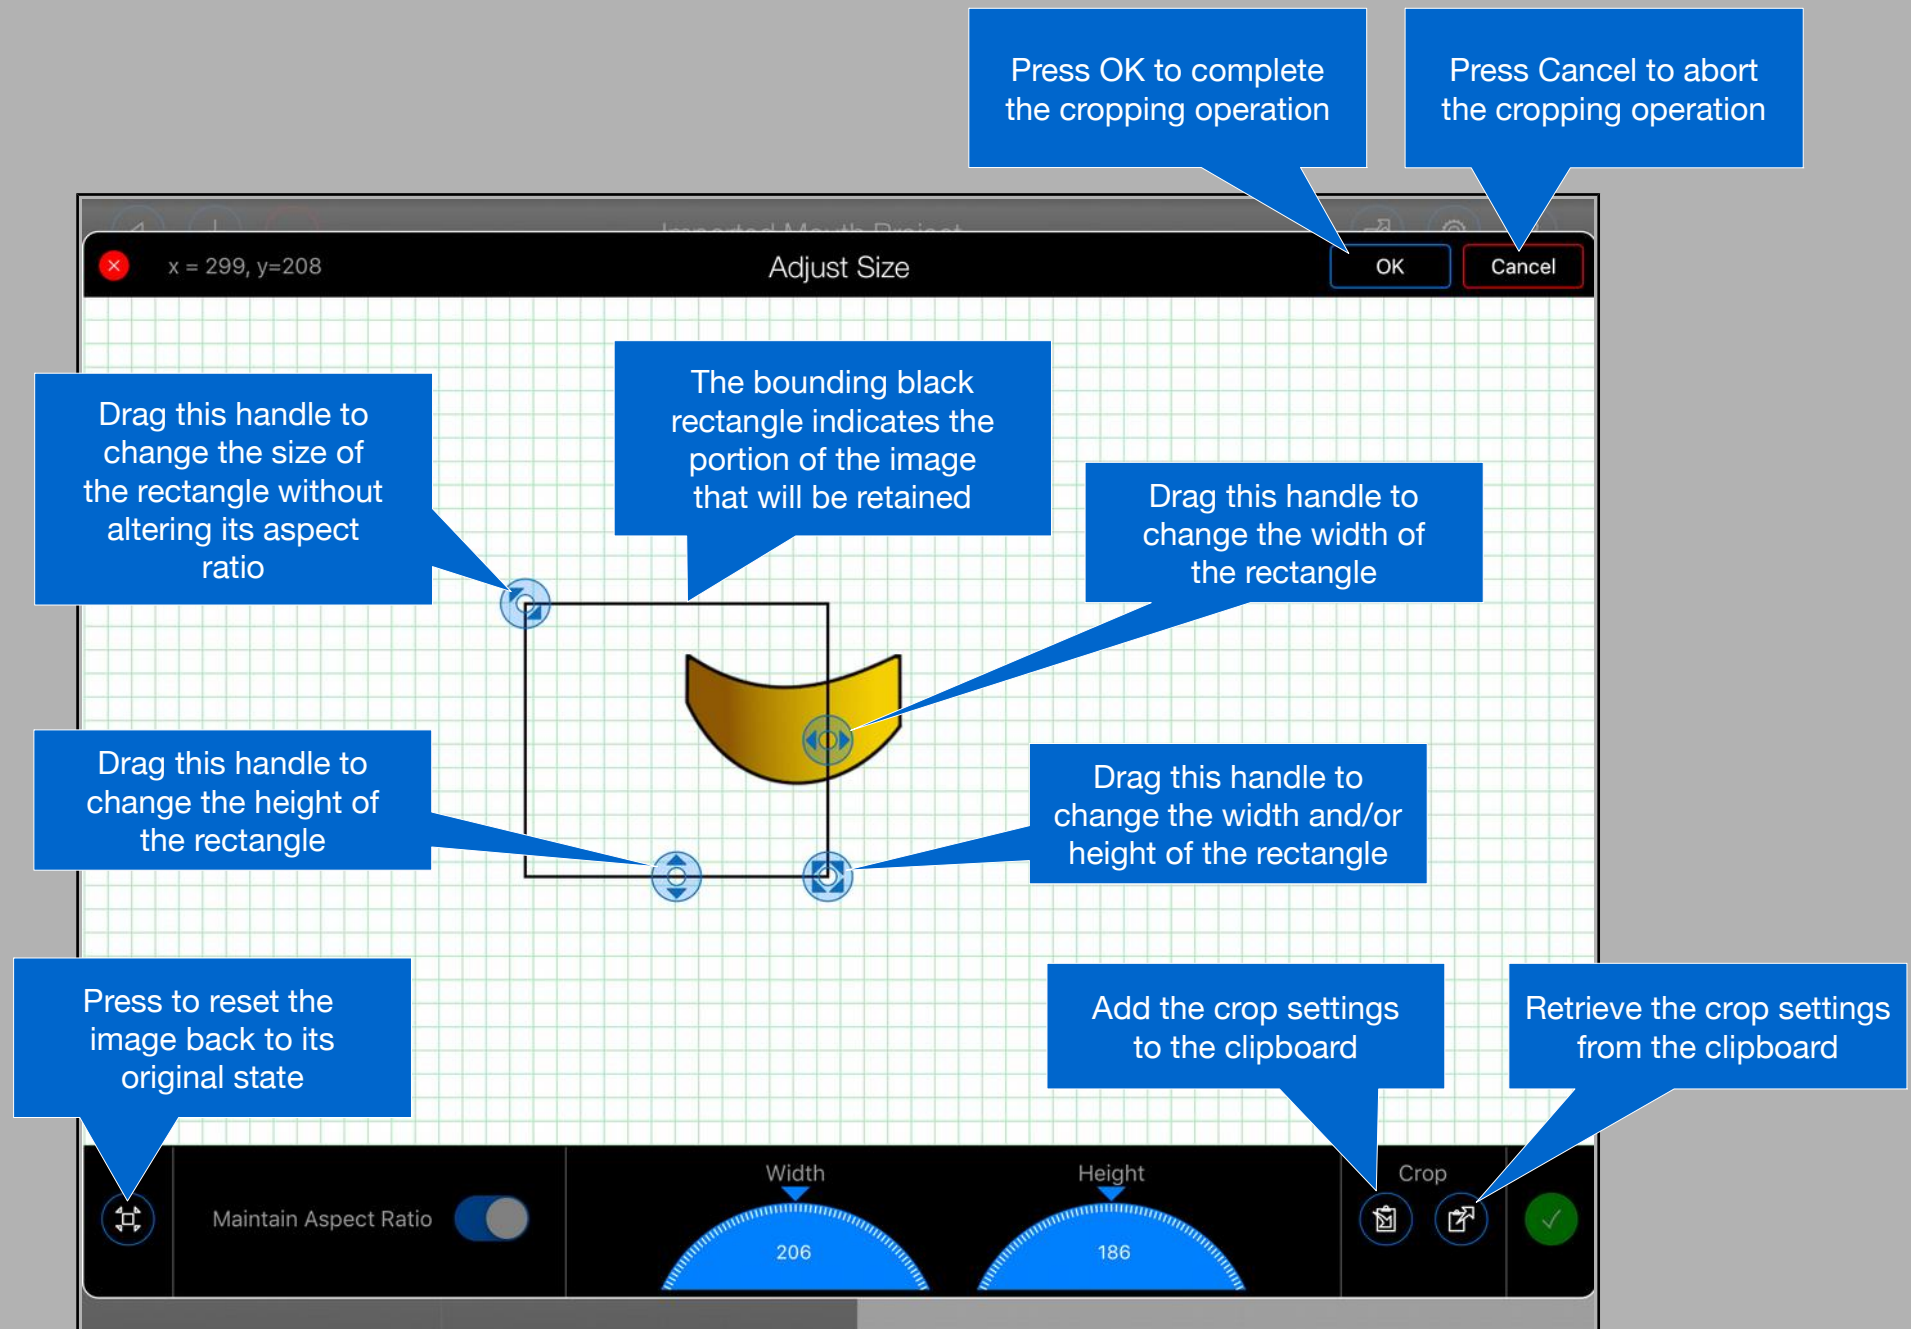 Press OK to complete
the cropping operation
Press Cancel to abort
the cropping operation
Imported Mouth Project
x = 299, y=208
Adjust Size
OK
Cancel
Drag this handle to
change the size of
the rectangle without
altering its aspect
ratio
The bounding black
rectangle indicates the
portion of the image
that will be retained
Drag this handle to
change the width of
the rectangle
Drag this handle to
change the height of
the rectangle
Drag this handle to
change the width and/or
height of the rectangle
Press to reset the
image back to its
original state
Add the crop settings
to the clipboard
Retrieve the crop settings
from the clipboard
Maintain Aspect Ratio
Width
206
Height
186
Crop